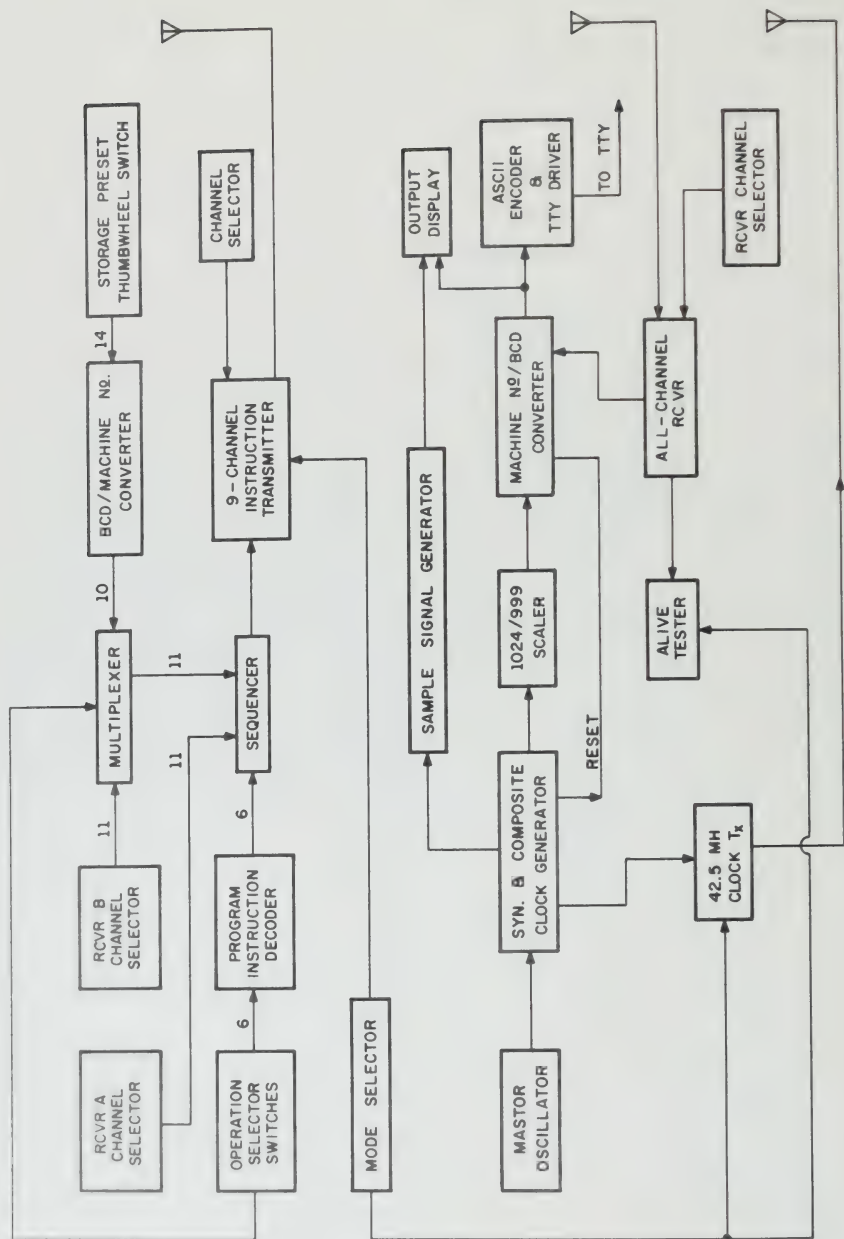 RCVR A
CHANNEL
SELECTOR
RCVR B
CHANNEL
SELECTOR
11
MULTIPLEXER
10
BCD/MACHINE Nº.
CONVERTER
14
STORAGE PRESET
THUMBWHEEL SWITCH
OPERATION
SELECTOR
SWITCHES
6
PROGRAM
INSTRUCTION
DECODER
6
11
11
SEQUENCER
9-CHANNEL
INSTRUCTION
TRANSMITTER
CHANNEL
SELECTOR
MODE SELECTOR
SAMPLE SIGNAL GENERATOR
OUTPUT
DISPLAY
MASTOR
OSCILLATOR
SYN. & COMPOSITE
CLOCK GENERATOR
1024/999
SCALER
MACHINE Nº/BCD
CONVERTER
ASCII
ENCODER
&
TTY DRIVER
TO TTY
RESET
42.5 MH
CLOCK Tx
ALIVE
TESTER
ALL-CHANNEL
RCVR
RCVR CHANNEL
SELECTOR